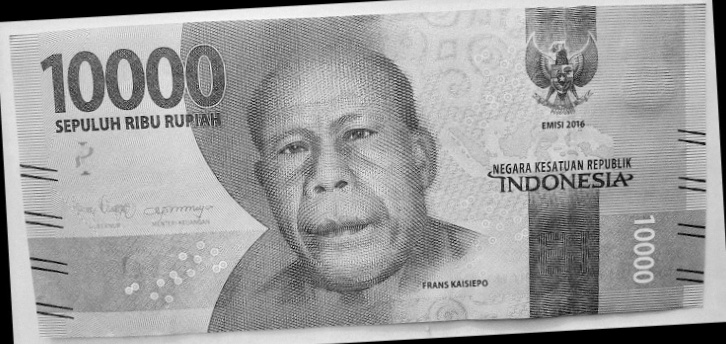 10000
SEPULUH RIBU RUPIAH
EMISI 2016
NEGARA KESATUAN REPUBLIK
INDONESIA
10000
FRANS KAISIEPO